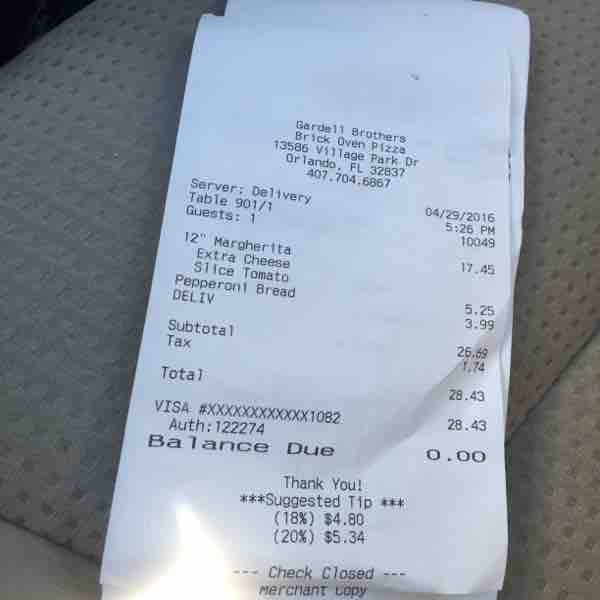 Gardell Brothers
Brick Oven Pizza
13586 Village Park Dr
Orlando, FL 32837
407.704.6867
Server: Delivery 04/29/2016
Table 901/1 5:26 PM
Guests: 1 10049
12" Margherita 17.45
Extra Cheese
Slice Tomato
Pepperoni Bread 5.25
DELIV 3.99
Subtotal 26.69
Tax 1.74
Total 28.43
VISA #XXXXXXXXXXXX1082 28.43
Auth:122274
Balance Due 0.00
Thank You!
***Suggested Tip ***
(18%) $4.80
(20%) $5.34
--- Check Closed ---
Merchant Copy